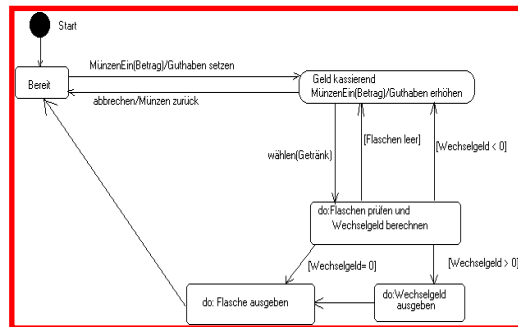 Start
MünzenEin(Betrag)/Guthaben setzen
Bereit
Geld kassierend
MünzenEin(Betrag)/Guthaben erhöhen
abbrechen/Münzen zurück
[Flaschen leer]
[Wechselgeld < 0]
wählen(Getränk)
do:Flaschen prüfen und
Wechselgeld berechnen
[Wechselgeld= 0]
[Wechselgeld > 0]
do: Flasche ausgeben
do:Wechselgeld
ausgeben